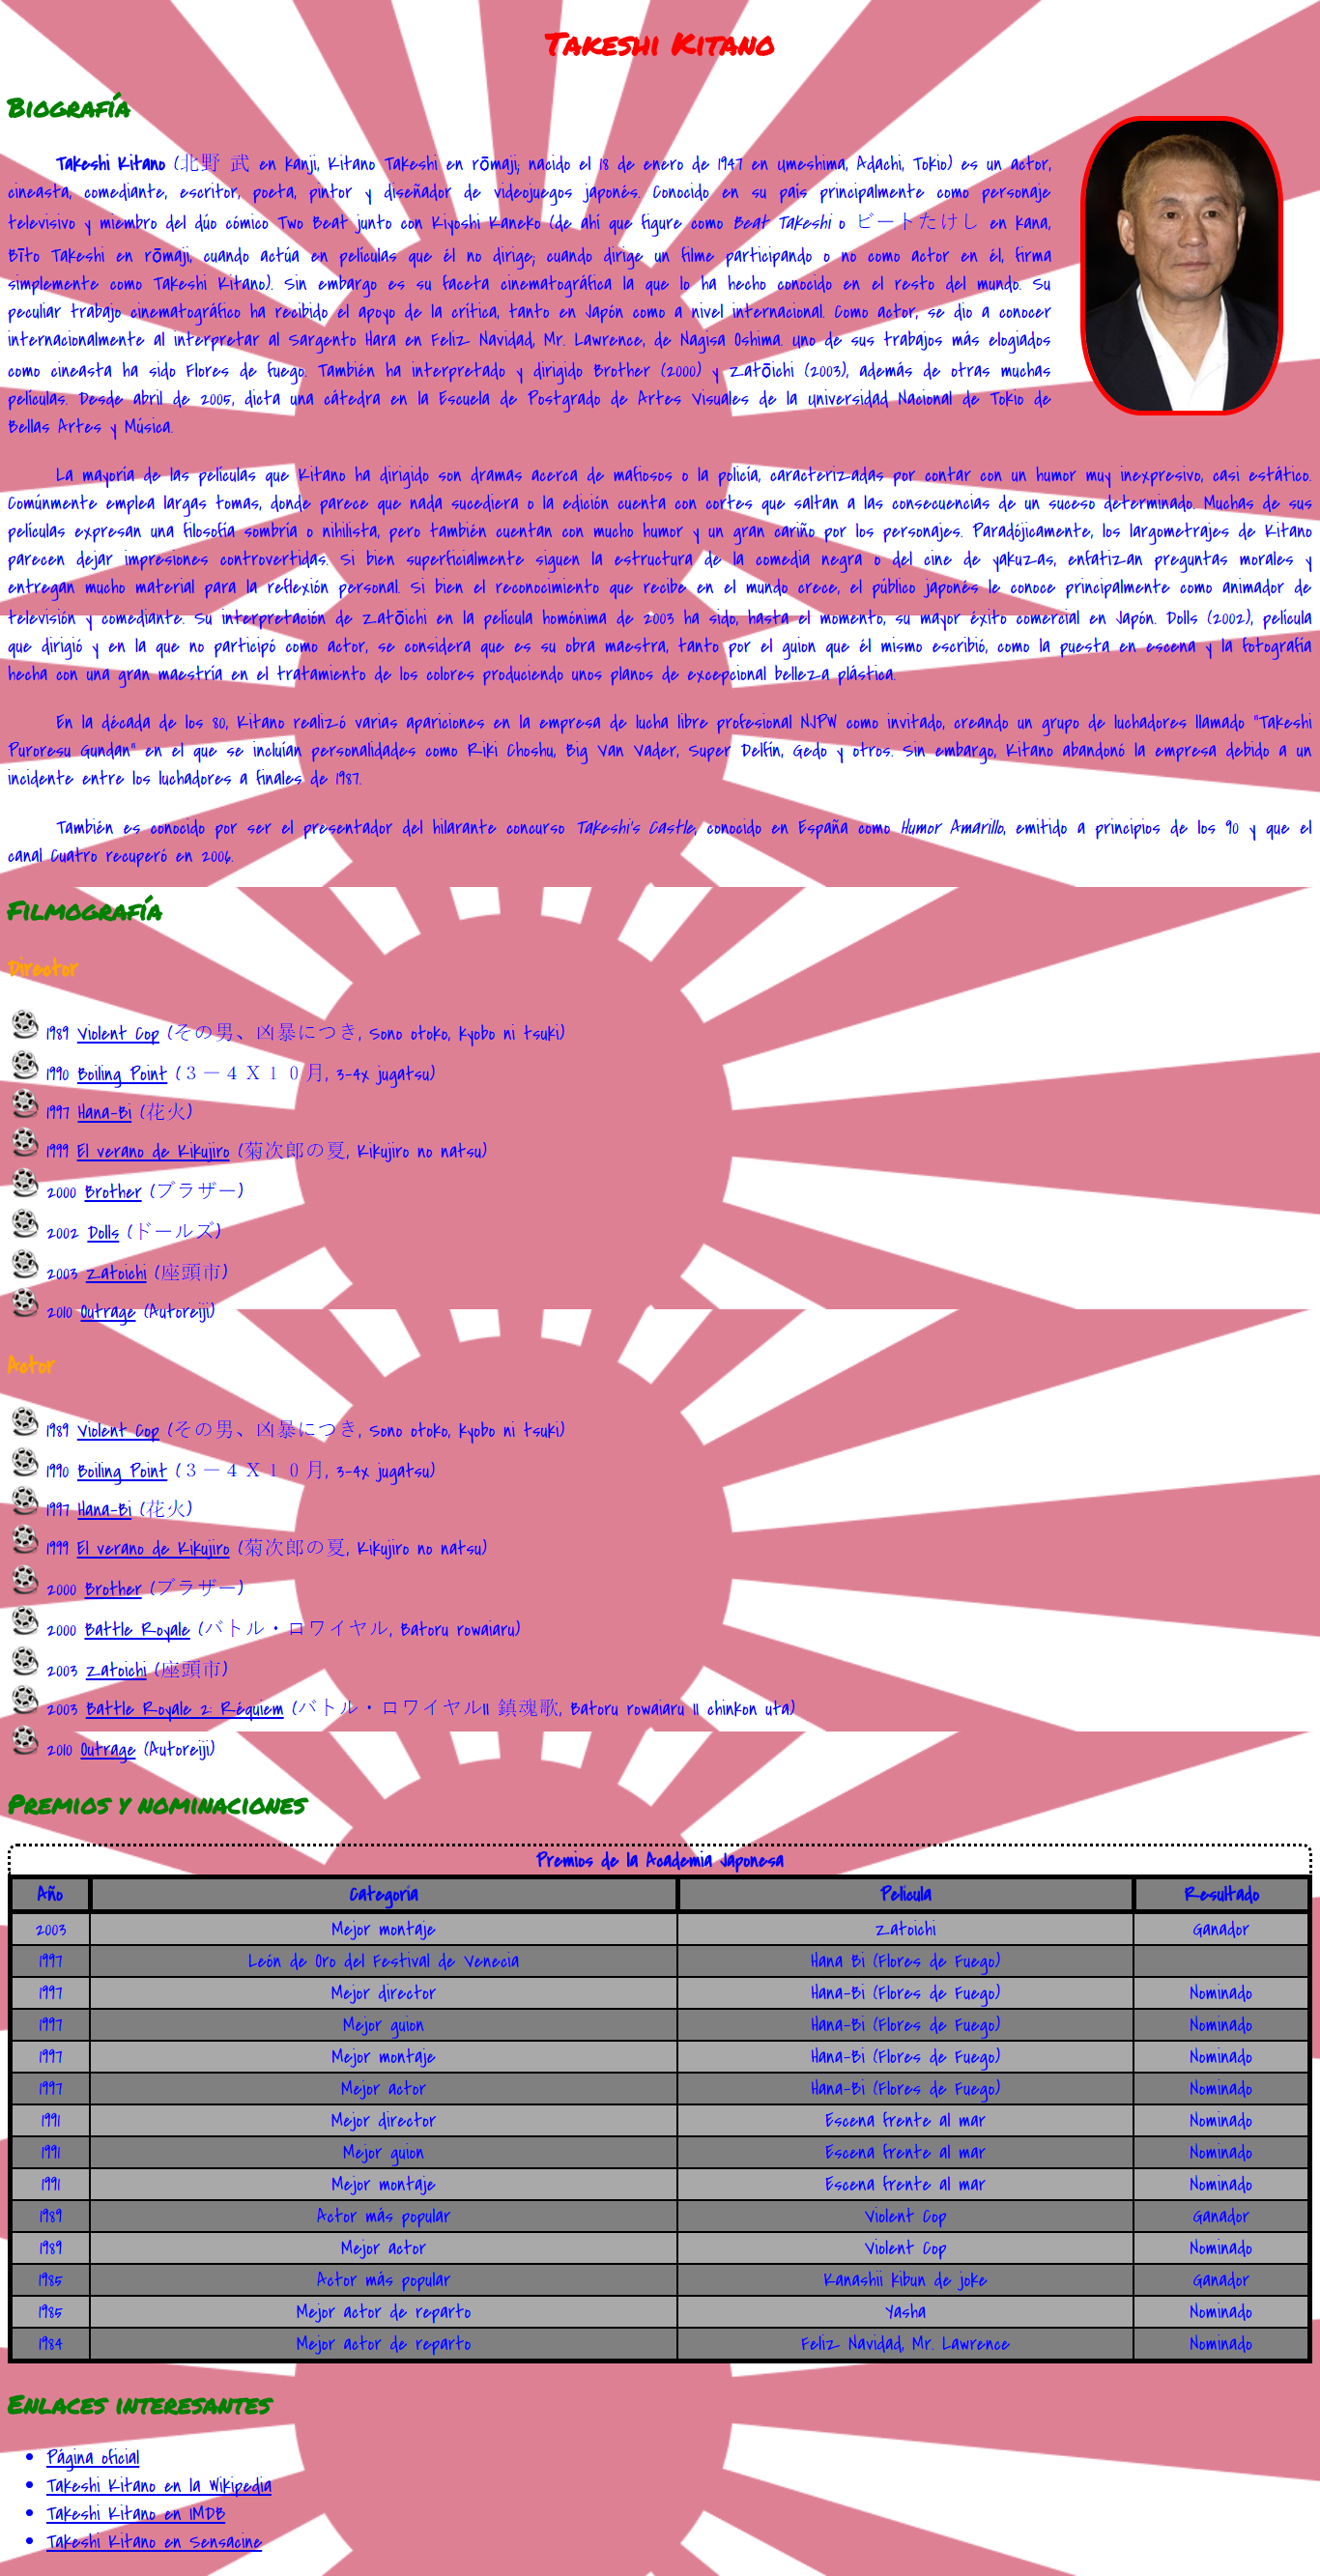 Takeshi Kitano
Biografía
Takeshi Kitano (北野 武 en kanji, Kitano Takeshi en rōmaji; nacido el 18 de enero de 1947 en Umeshima, Adachi, Tokio) es un actor,
cineasta, comediante, escritor, poeta, pintor y diseñador de videojuegos japonés. Conocido en su país principalmente como personaje
televisivo y miembro del dúo cómico Two Beat junto con Kiyoshi Kaneko (de ahí que figure como Beat Takeshi o ビートたけし en kana,
Bīto Takeshi en rōmaji, cuando actúa en películas que él no dirige; cuando dirige un filme participando o no como actor en él, firma
simplemente como Takeshi Kitano). Sin embargo es su faceta cinematográfica la que lo ha hecho conocido en el resto del mundo. Su
peculiar trabajo cinematográfico ha recibido el apoyo de la crítica, tanto en Japón como a nivel internacional. Como actor, se dio a conocer
internacionalmente al interpretar al Sargento Hara en Feliz Navidad, Mr. Lawrence, de Nagisa Oshima. Uno de sus trabajos más elogiados
como cineasta ha sido Flores de fuego. También ha interpretado y dirigido Brother (2000) y Zatōichi (2003), además de otras muchas
películas. Desde abril de 2005, dicta una cátedra en la Escuela de Postgrado de Artes Visuales de la Universidad Nacional de Tokio de
Bellas Artes y Música.
La mayoría de las películas que Kitano ha dirigido son dramas acerca de mafiosos o la policía, caracterizadas por contar con un humor muy inexpresivo, casi estático.
Comúnmente emplea largas tomas, donde parece que nada sucediera o la edición cuenta con cortes que saltan a las consecuencias de un suceso determinado. Muchas de sus
películas expresan una filosofía sombría o nihilista, pero también cuentan con mucho humor y un gran cariño por los personajes. Paradójicamente, los largometrajes de Kitano
parecen dejar impresiones controvertidas. Si bien superficialmente siguen la estructura de la comedia negra o del cine de yakuzas, enfatizan preguntas morales y
entregan mucho material para la reflexión personal. Si bien el reconocimiento que recibe en el mundo crece, el público japonés le conoce principalmente como animador de
televisión y comediante. Su interpretación de Zatōichi en la película homónima de 2003 ha sido, hasta el momento, su mayor éxito comercial en Japón. Dolls (2002), película
que dirigió y en la que no participó como actor, se considera que es su obra maestra, tanto por el guion que él mismo escribió, como la puesta en escena y la fotografía
hecha con una gran maestría en el tratamiento de los colores produciendo unos planos de excepcional belleza plástica.
En la década de los 80, Kitano realizó varias apariciones en la empresa de lucha libre profesional NJPW como invitado, creando un grupo de luchadores llamado "Takeshi
Puroresu Gundan" en el que se incluían personalidades como Riki Choshu, Big Van Vader, Super Delfin, Gedo y otros. Sin embargo, Kitano abandonó la empresa debido a un
incidente entre los luchadores a finales de 1987.
También es conocido por ser el presentador del hilarante concurso Takeshi's Castle, conocido en España como Humor Amarillo, emitido a principios de los 90 y que el
canal Cuatro recuperó en 2006.
Filmografía
Director
1989 Violent Cop (その男、凶暴につき, Sono otoko, kyobo ni tsuki)
1990 Boiling Point (３－４Ｘ１０月, 3-4x jugatsu)
1997 Hana-Bi (花火)
1999 El verano de Kikujiro (菊次郎の夏, Kikujiro no natsu)
2000 Brother (ブラザー)
2002 Dolls (ドールズ)
2003 Zatoichi (座頭市)
2010 Outrage (Autoreiji)
Actor
1989 Violent Cop (その男、凶暴につき, Sono otoko, kyobo ni tsuki)
1990 Boiling Point (３－４Ｘ１０月, 3-4x jugatsu)
1997 Hana-Bi (花火)
1999 El verano de Kikujiro (菊次郎の夏, Kikujiro no natsu)
2000 Brother (ブラザー)
2000 Battle Royale (バトル・ロワイヤル, Batoru rowaiaru)
2003 Zatoichi (座頭市)
2003 Battle Royale 2: Réquiem (バトル・ロワイヤルII 鎮魂歌, Batoru rowaiaru II chinkon uta)
2010 Outrage (Autoreiji)
Premios y nominaciones
Premios de la Academia Japonesa
Año Categoría Película Resultado
2003 Mejor montaje Zatoichi Ganador
1997 León de Oro del Festival de Venecia Hana Bi (Flores de Fuego)
1997 Mejor director Hana-Bi (Flores de Fuego) Nominado
1997 Mejor guion Hana-Bi (Flores de Fuego) Nominado
1997 Mejor montaje Hana-Bi (Flores de Fuego) Nominado
1997 Mejor actor Hana-Bi (Flores de Fuego) Nominado
1991 Mejor director Escena frente al mar Nominado
1991 Mejor guion Escena frente al mar Nominado
1991 Mejor montaje Escena frente al mar Nominado
1989 Actor más popular Violent Cop Ganador
1989 Mejor actor Violent Cop Nominado
1985 Actor más popular Kanashii kibun de joke Ganador
1985 Mejor actor de reparto Yasha Nominado
1984 Mejor actor de reparto Feliz Navidad, Mr. Lawrence Nominado
Enlaces interesantes
Página oficial
Takeshi Kitano en la Wikipedia
Takeshi Kitano en IMDB
Takeshi Kitano en Sensacine